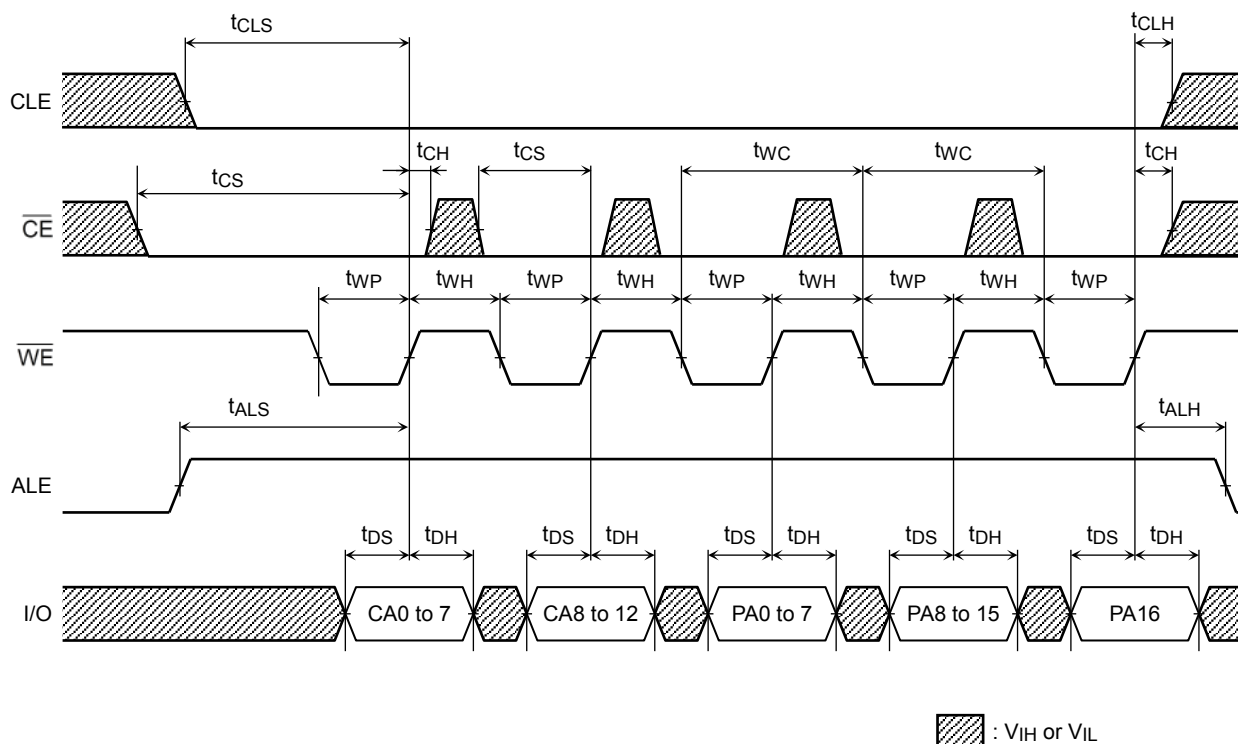 tCLS
tCLH
CLE
tCH
tCS
tWC
tWC
tCH
tCS
CE
tWP
tWH
tWP
tWH
tWP
tWH
tWP
tWH
tWP
WE
tALS
tALH
ALE
tDS
tDH
tDS
tDH
tDS
tDH
tDS
tDH
tDS
tDH
I/O
CA0 to 7
CA8 to 12
PA0 to 7
PA8 to 15
PA16
: VIH or VIL